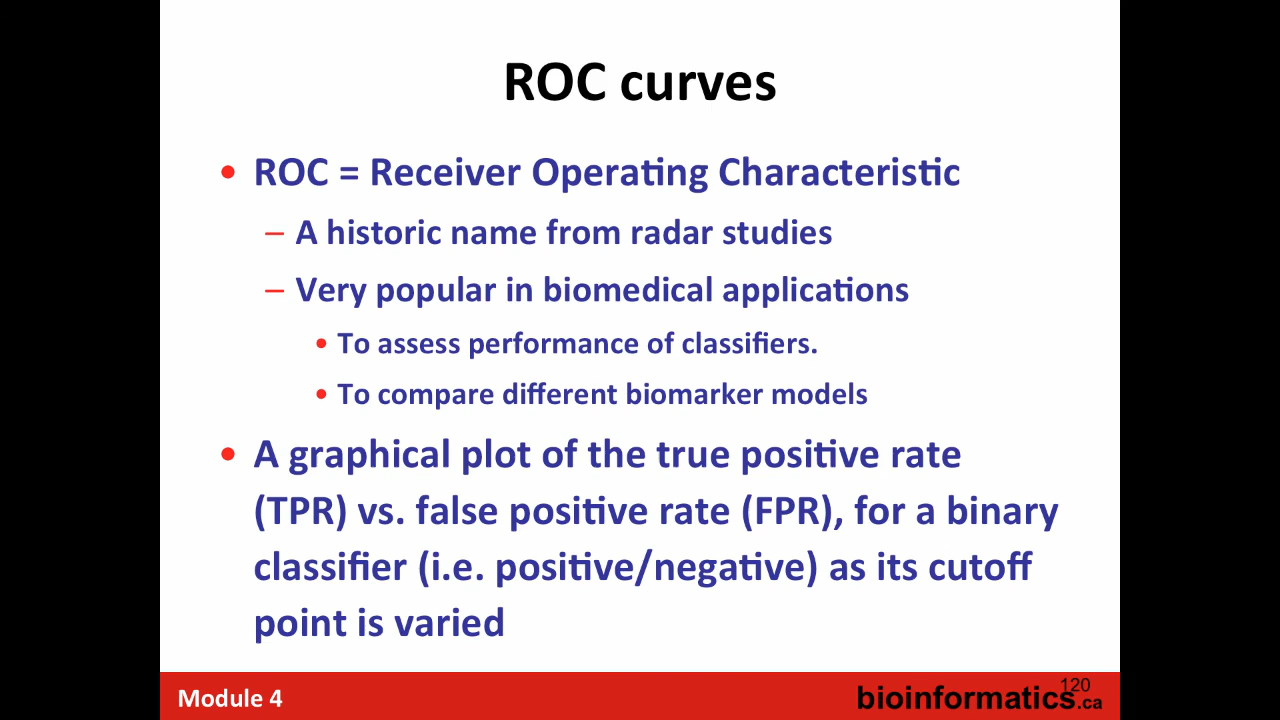 ROC curves
• ROC = Receiver Operating Characteristic
– A historic name from radar studies
– Very popular in biomedical applications
• To assess performance of classifiers.
• To compare different biomarker models
• A graphical plot of the true positive rate
(TPR) vs. false positive rate (FPR), for a binary
classifier (i.e. positive/negative) as its cutoff
point is varied
Module 4
120
bioinformatics.ca